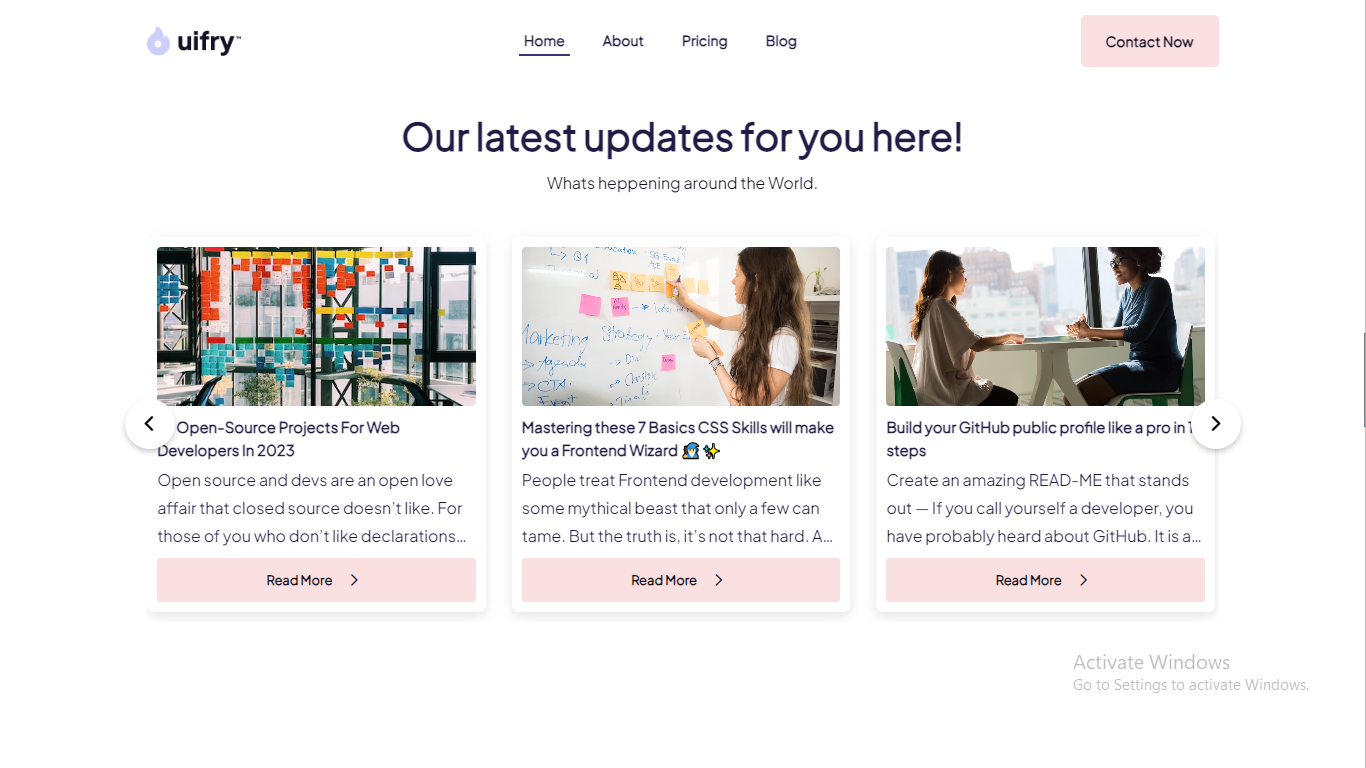 uifry™
Home About Pricing Blog
Contact Now
Our latest updates for you here!
Whats heppening around the World.
Marketing Strategy
Open-Source Projects For Web
Developers In 2023
Open source and devs are an open love
affair that closed source doesn't like. For
those of you who don't like declarations...
Read More
Mastering these 7 Basics CSS Skills will make
you a Frontend Wizard 🧙✨
People treat Frontend development like
some mythical beast that only a few can
tame. But the truth is, it's not that hard. A...
Read More
Build your GitHub public profile like a pro in
steps
Create an amazing READ-ME that stands
out — If you call yourself a developer, you
have probably heard about GitHub. It is a...
Read More
Activate Windows
Go to Settings to activate Windows.